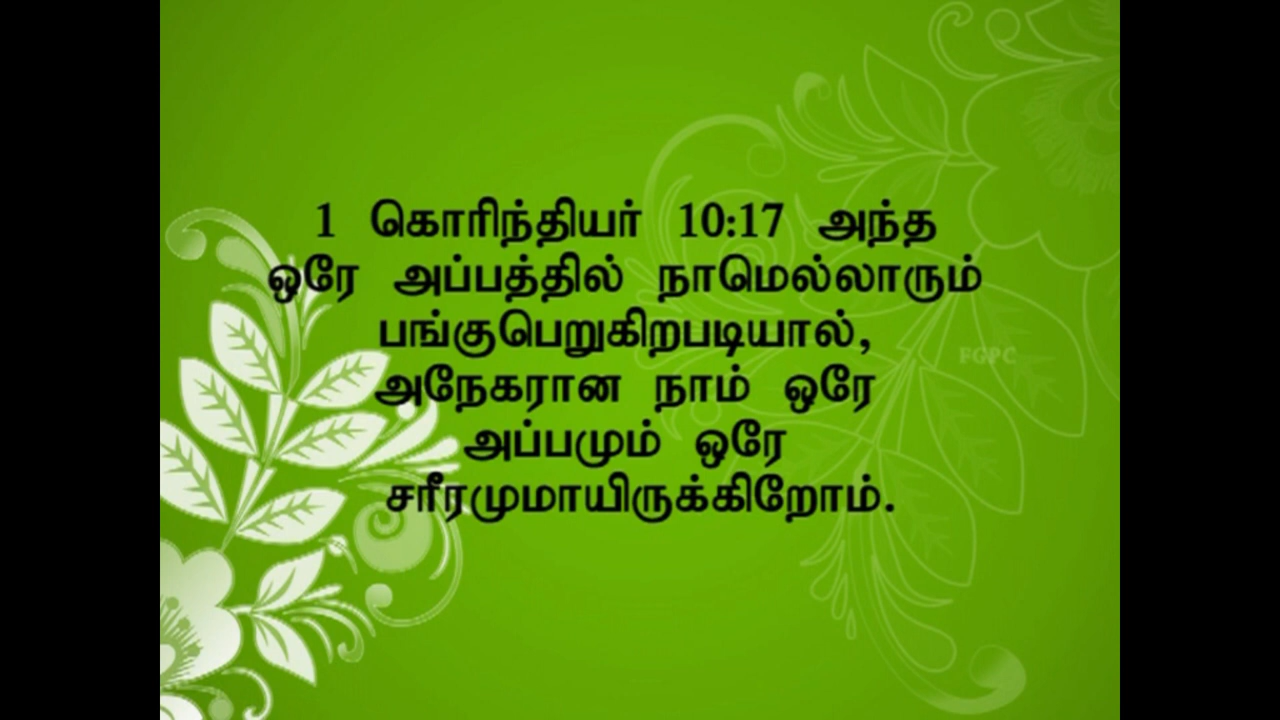 1 கொரிந்தியர் 10:17 அந்த
ஒரே அப்பத்தில் நாமெல்லாரும்
பங்குபெறுகிறபடியால்,
அநேகரான நாம் ஒரே
அப்பமும் ஒரே
சரீரமுமாயிருக்கிறோம்.
FGPC